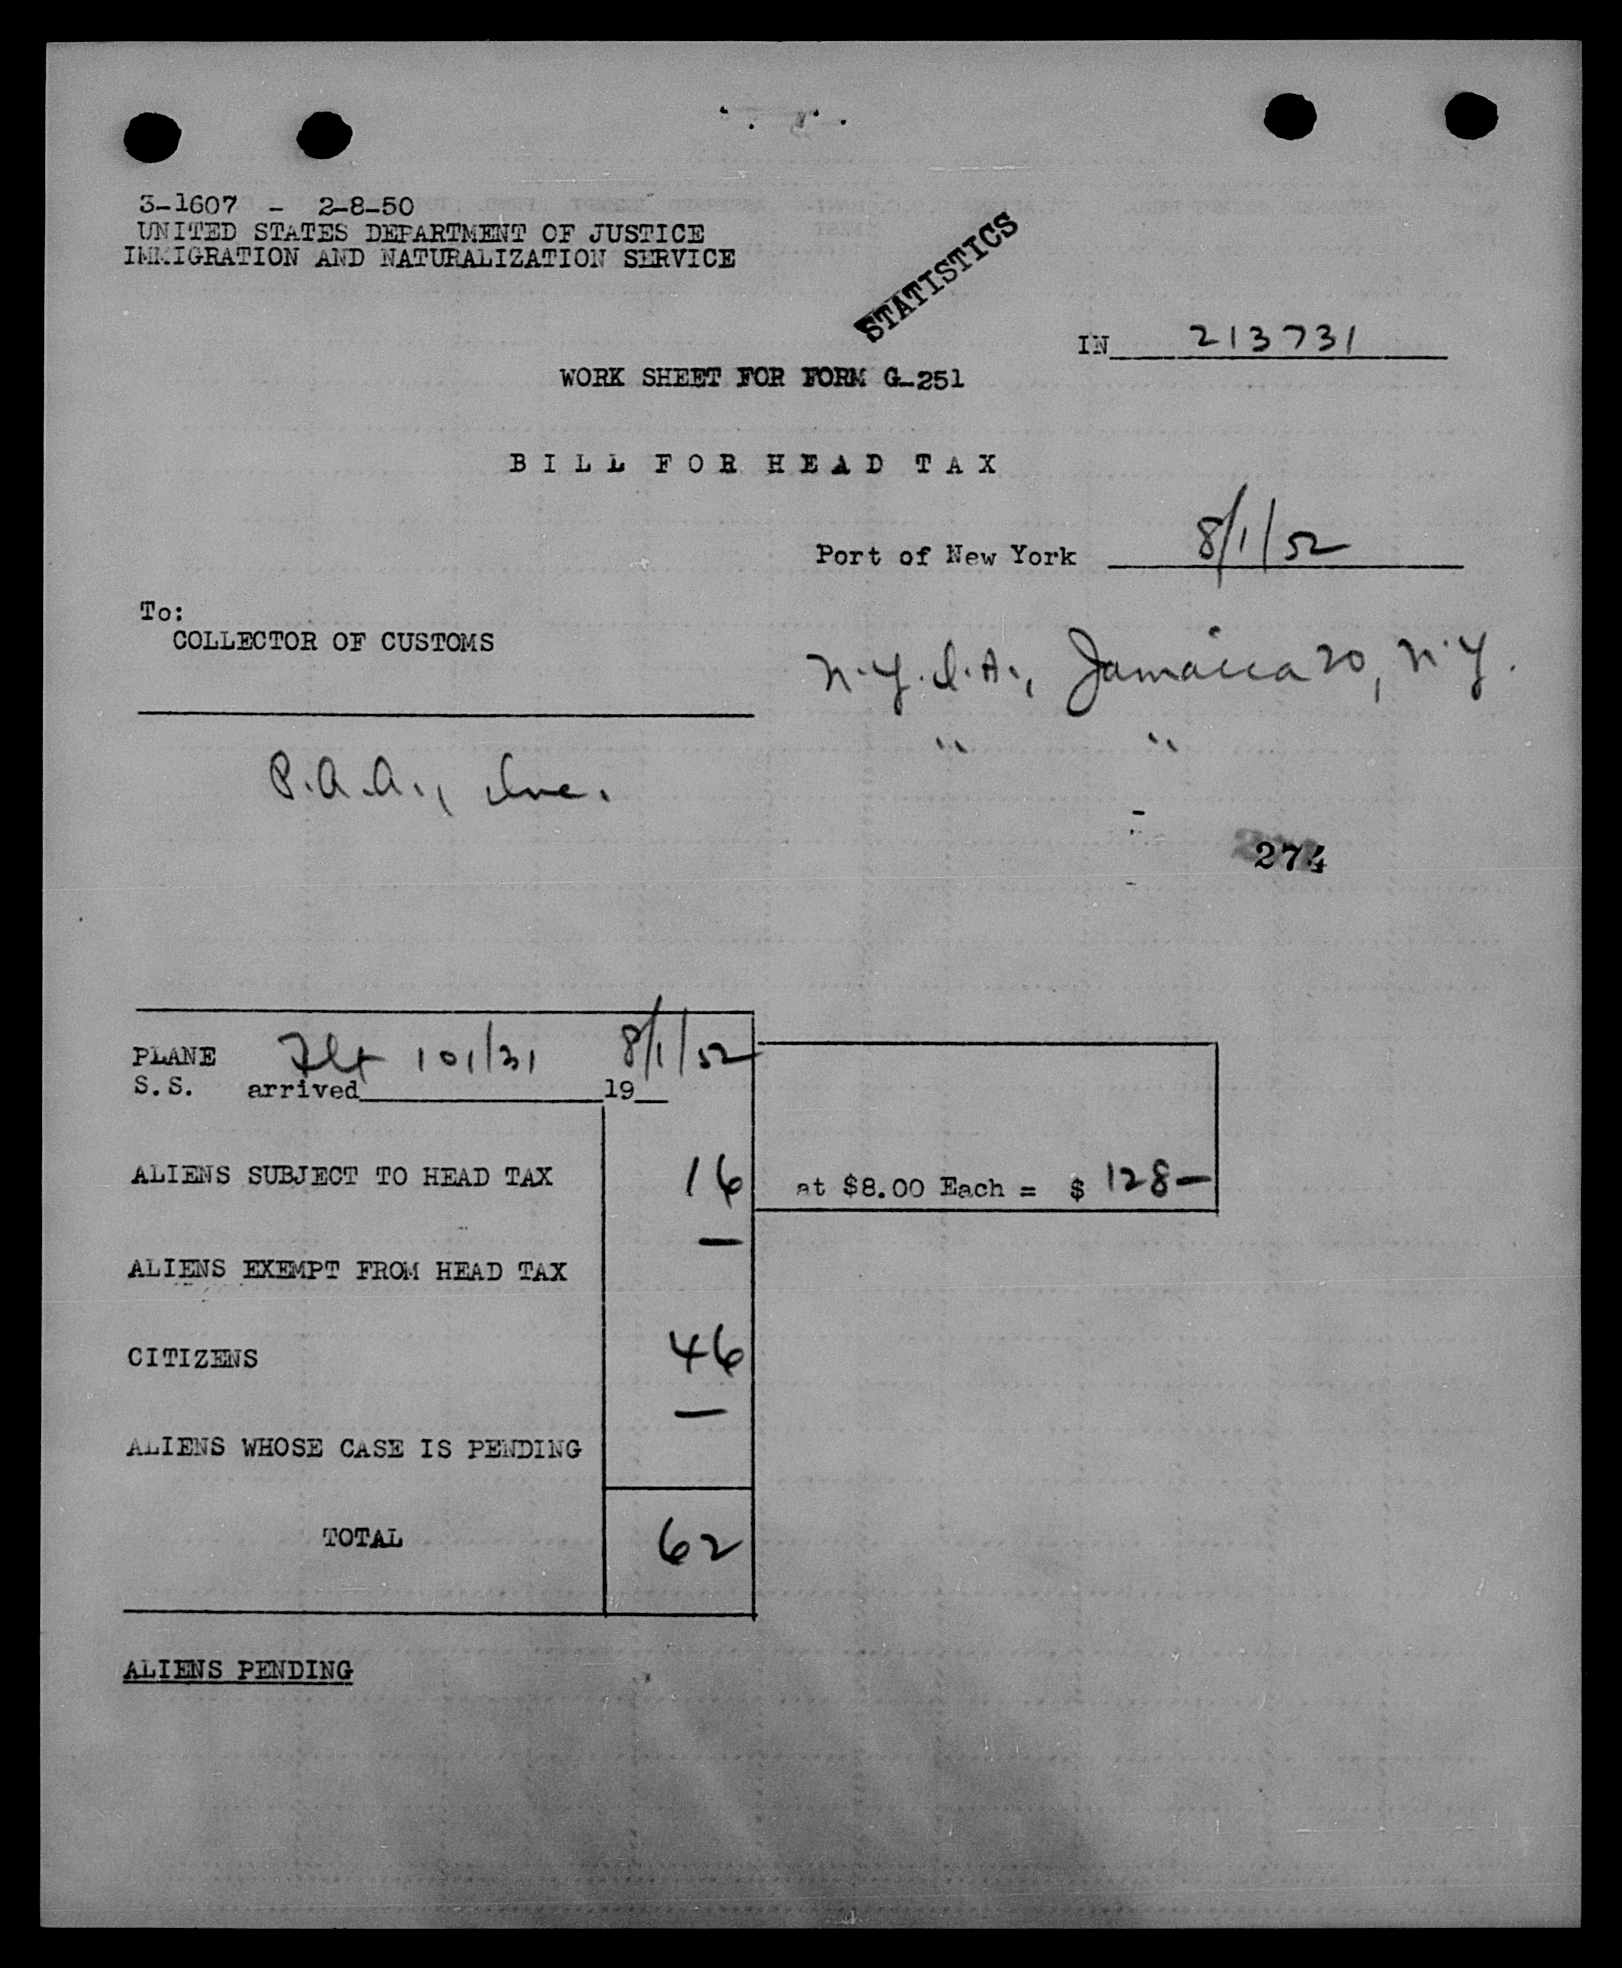 3-1607 - 2-8-50
UNITED STATES DEPARTMENT OF JUSTICE
IMMIGRATION AND NATURALIZATION SERVICE
STATISTICS
IN 213731
WORK SHEET FOR FORM G-251
BILL FOR HEAD TAX
Port of New York 8/1/52
To:
COLLECTOR OF CUSTOMS
N.Y.I.A., Jamaica 20, N.Y.
" "
P.A.A., Inc.
274
PLANE Flt 101/31 8/1/52
S.S. arrived 19
ALIENS SUBJECT TO HEAD TAX 16 at $8.00 Each = $ 128—
ALIENS EXEMPT FROM HEAD TAX —
CITIZENS 46
ALIENS WHOSE CASE IS PENDING —
TOTAL 62
ALIENS PENDING